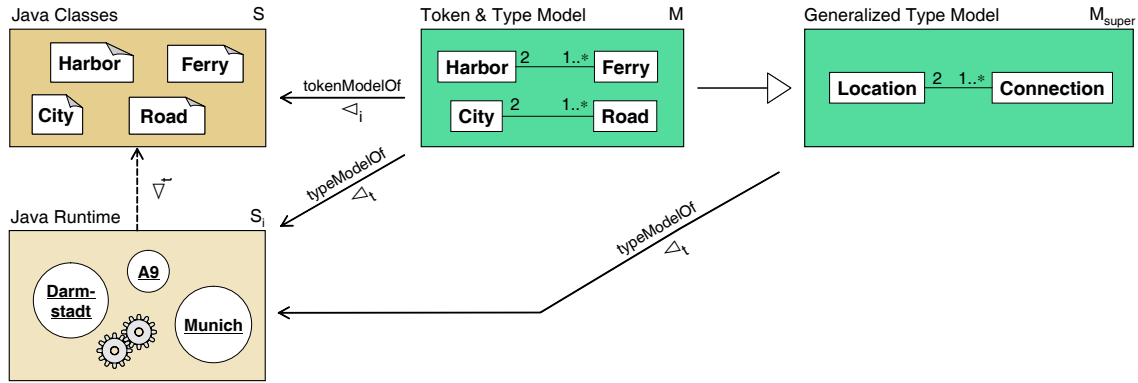 Java Classes S
Harbor
Ferry
City
Road
Token & Type Model M
Harbor 2 1..* Ferry
City 2 1..* Road
Generalized Type Model Msuper
Location 2 1..* Connection
tokenModelOf
◁i
typeModelOf
◁t
typeModelOf
◁t
◁t
Java Runtime Si
A9
Darm-
stadt
Munich